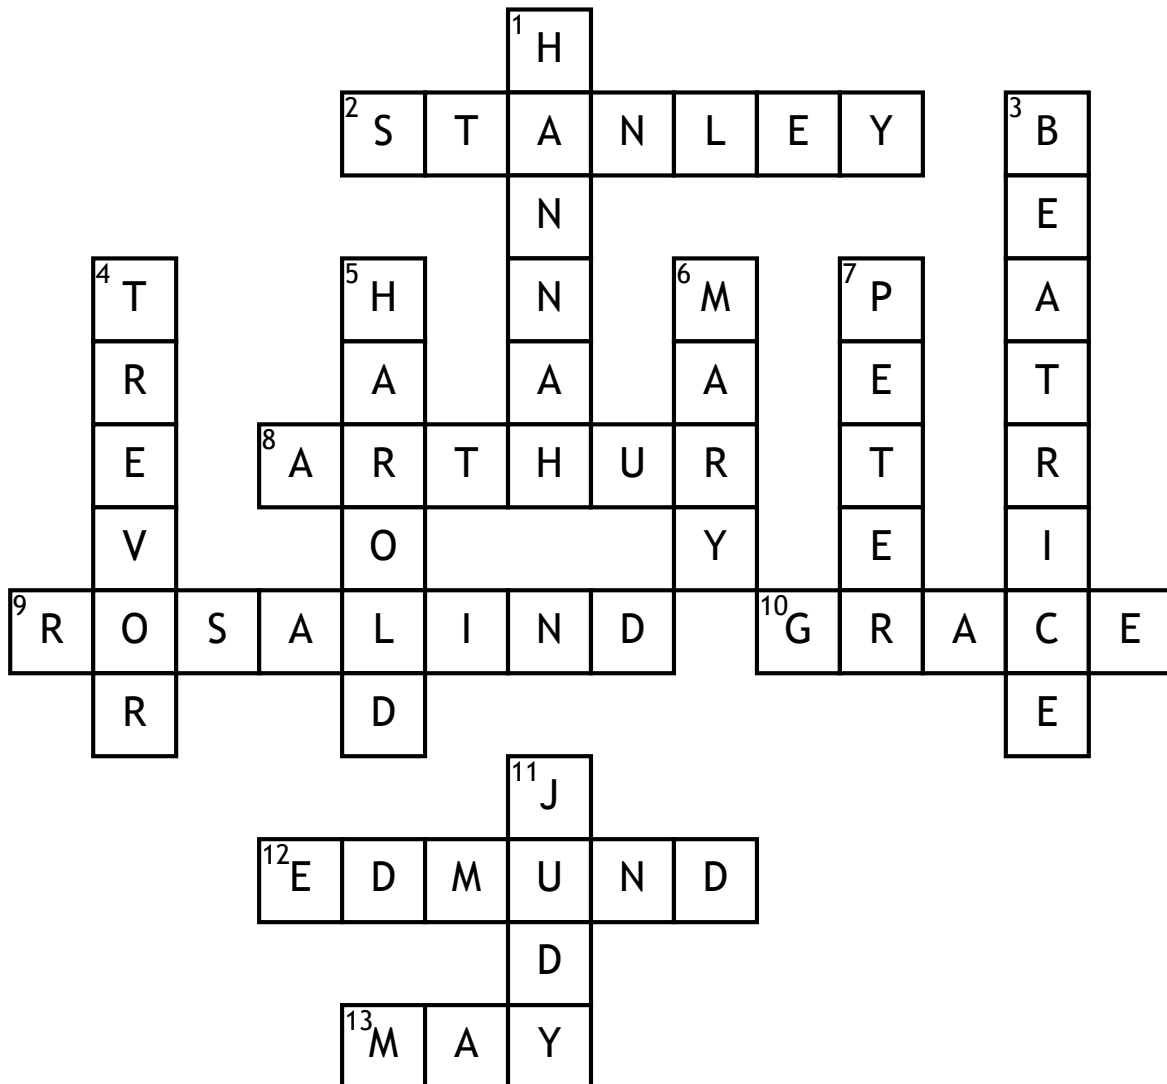 1 H
2 S T A N L E Y 3 B
N E
4 T 5 H N 6 M 7 P A
R A A A E T
E 8 A R T H U R T R
V O Y E I
9 R O S A L I N D 10 G R A C E
R D E
11 J
12 E D M U N D
D
13 M A Y